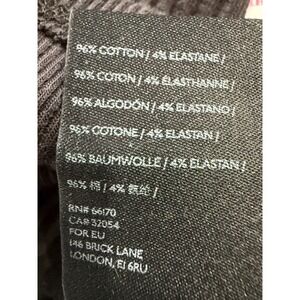 96% COTTON / 4% ELASTANE /
96% COTON / 4% ÉLASTHANNE /
96% ALGODÓN / 4% ELASTANO /
96% COTONE / 4% ELASTAN /
96% BAUMWOLLE / 4% ELASTAN /
96% 棉 / 4% 氨纶 /
RN# 66170
CA# 32054
FOR EU
146 BRICK LANE
LONDON, E1 6RU